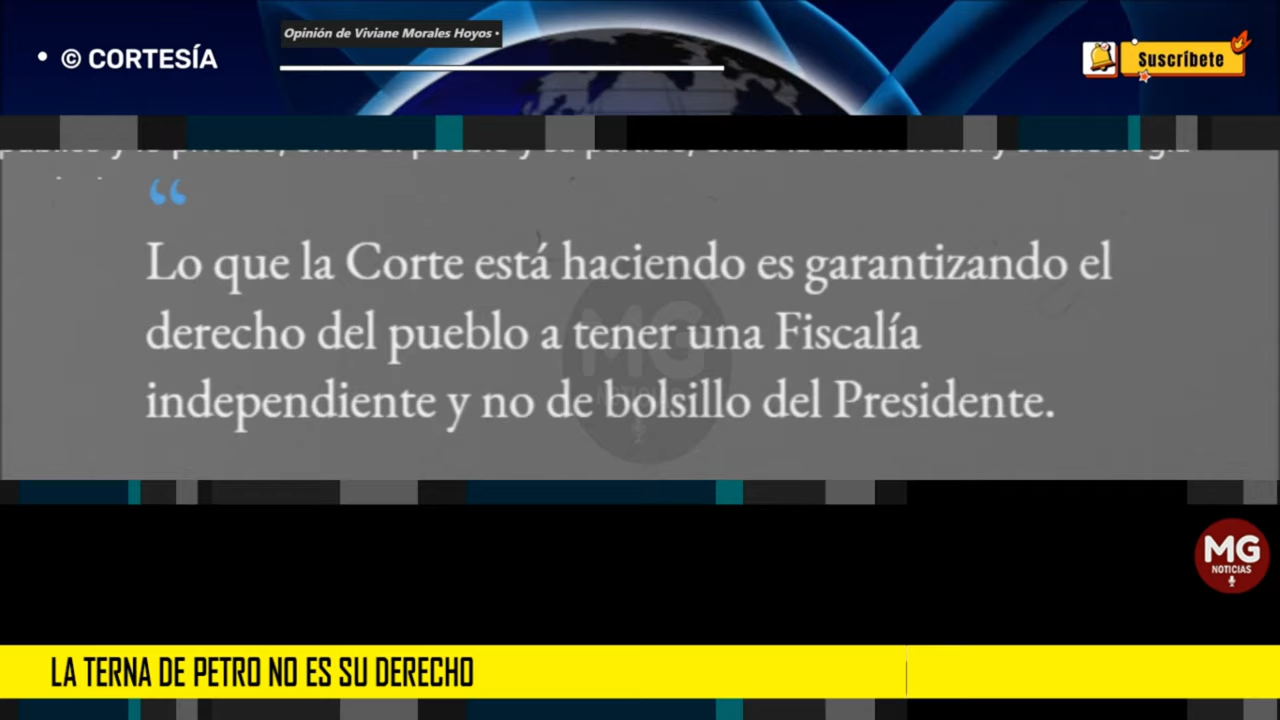 • © CORTESÍA
Opinión de Viviane Morales Hoyos •
Suscríbete
“
Lo que la Corte está haciendo es garantizando el
derecho del pueblo a tener una Fiscalía
independiente y no de bolsillo del Presidente.
MG
NOTICIAS
MG
NOTICIAS
LA TERNA DE PETRO NO ES SU DERECHO